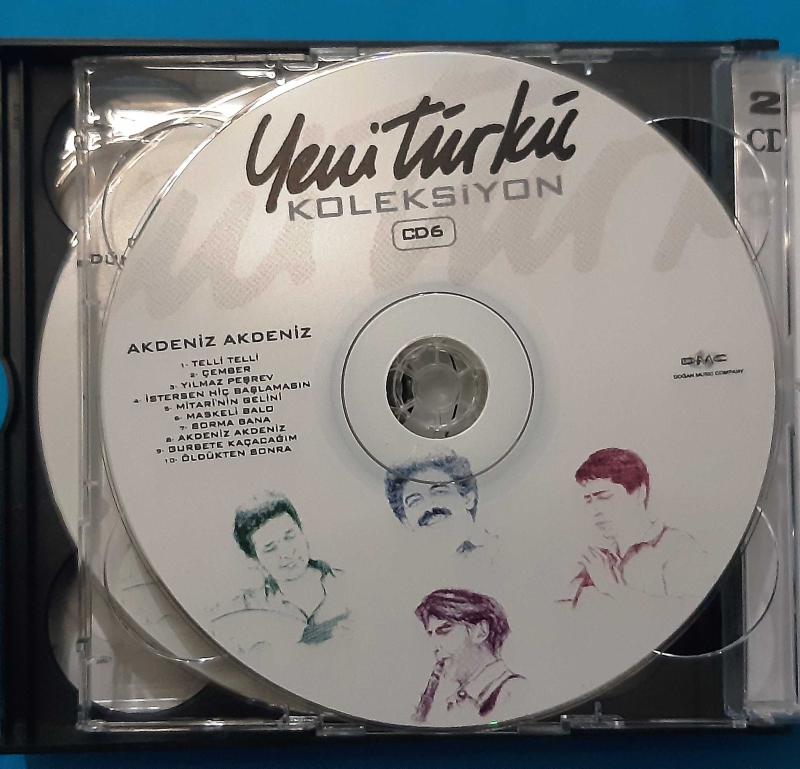 Yeni Türkü
KOLEKSİYON
CD6
2
CD
DÜ
AKDENİZ AKDENİZ
1- TELLİ TELLİ
2- ÇEMBER
3- YILMAZ PEŞREV
4- İSTERSEN HİÇ BAŞLAMASIN
5- MİTARİ'NİN GELİNİ
6- MASKELİ BALO
7- SORMA BANA
8- AKDENİZ AKDENİZ
9- GURBETE KAÇACAĞIM
10- ÖLDÜKTEN SONRA
DMC
DOĞAN MUSIC COMPANY